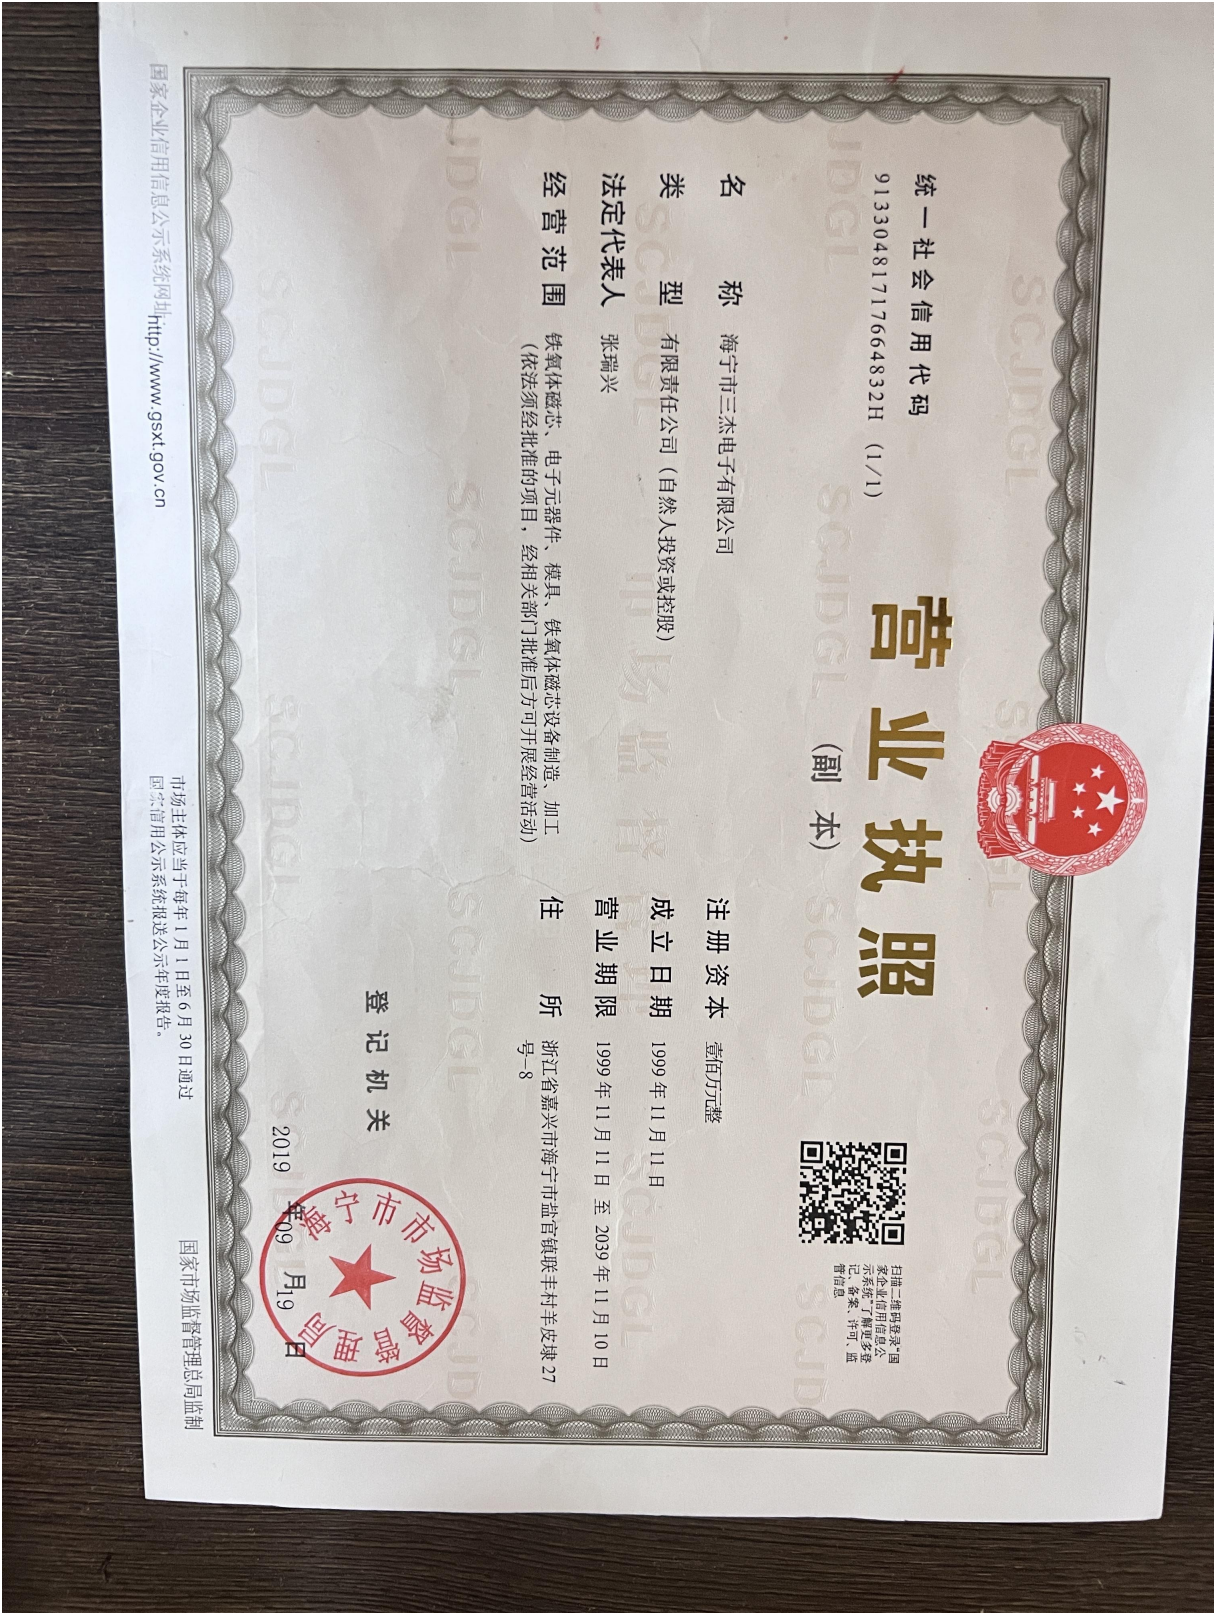 统一社会信用代码
91330481717664832H (1/1)
营业执照
(副 本)
扫描二维码登录“国
家企业信用信息公
示系统”了解更多登
记、备案、许可、监
管信息
名 称 海宁市三杰电子有限公司
类 型 有限责任公司（自然人投资或控股）
法定代表人 张瑞兴
经营范围 铁氧体磁芯、电子元器件、模具、铁氧体磁芯设备制造、加工
（依法须经批准的项目，经相关部门批准后方可开展经营活动）
注册资本 壹佰万元整
成立日期 1999年11月11日
营业期限 1999年11月11日 至 2039年11月10日
住 所 浙江省嘉兴市海宁市盐官镇联丰村羊皮埭27
号-8
登记机关
海宁市市场监督管理局
2019 年09 月19 日
国家企业信用信息公示系统网址:http://www.gsxt.gov.cn
市场主体应当于每年1月1日至6月30日通过
国家信用公示系统报送公示年度报告。
国家市场监督管理总局监制
SCJDGL
市场监督管理